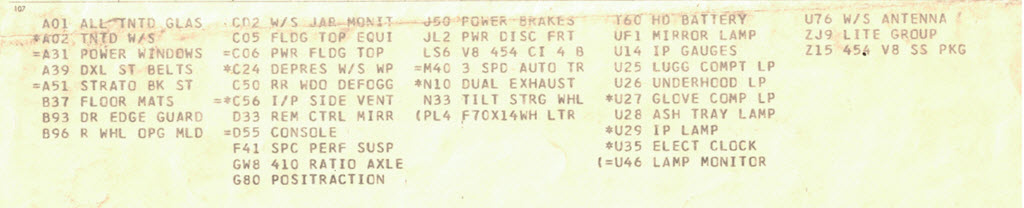 107
A01 ALL TNTD GLAS
*A02 TNTD W/S
=A31 POWER WINDOWS
A39 DXL ST BELTS
=A51 STRATO BK ST
B37 FLOOR MATS
B93 DR EDGE GUARD
B96 R WHL OPG MLD
CD2 W/S JAR MONIT
C05 FLDG TOP EQUI
=C06 PWR FLDG TOP
*C24 DEPRES W/S WP
C50 RR WDO DEFOGG
=*C56 I/P SIDE VENT
D33 REM CTRL MIRR
=D55 CONSOLE
F41 SPC PERF SUSP
GW8 410 RATIO AXLE
G80 POSITRACTION
J50 POWER BRAKES
JL2 PWR DISC FRT
LS6 V8 454 CI 4 B
=M40 3 SPD AUTO TR
*N10 DUAL EXHAUST
N33 TILT STRG WHL
(PL4 F70X14WH LTR
T60 HD BATTERY
UF1 MIRROR LAMP
U14 IP GAUGES
U25 LUGG COMPT LP
U26 UNDERHOOD LP
*U27 GLOVE COMP LP
U28 ASH TRAY LAMP
*U29 IP LAMP
*U35 ELECT CLOCK
(=U46 LAMP MONITOR
U76 W/S ANTENNA
ZJ9 LITE GROUP
Z15 454 V8 SS PKG